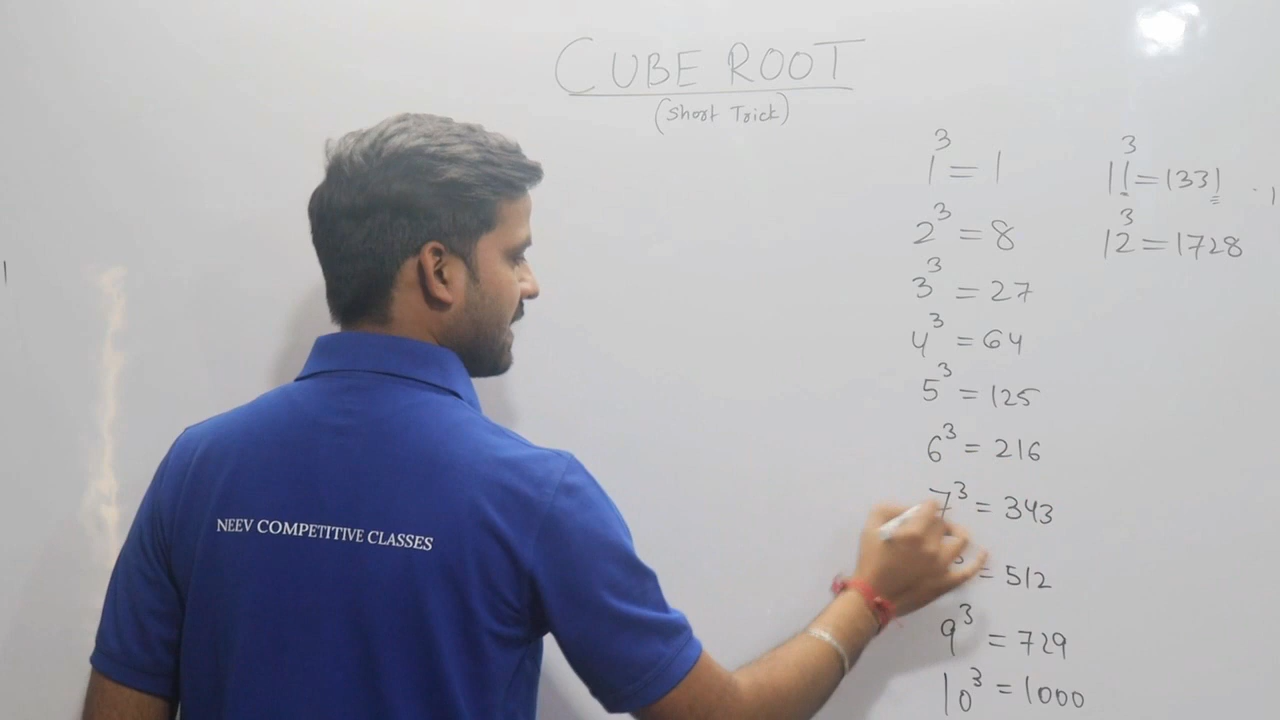 CUBE ROOT
(Short Trick)
1³ = 1
2³ = 8
3³ = 27
4³ = 64
5³ = 125
6³ = 216
7³ = 343
= 512
9³ = 729
10³ = 1000
11³ = 1331
12³ = 1728
NEEV COMPETITIVE CLASSES